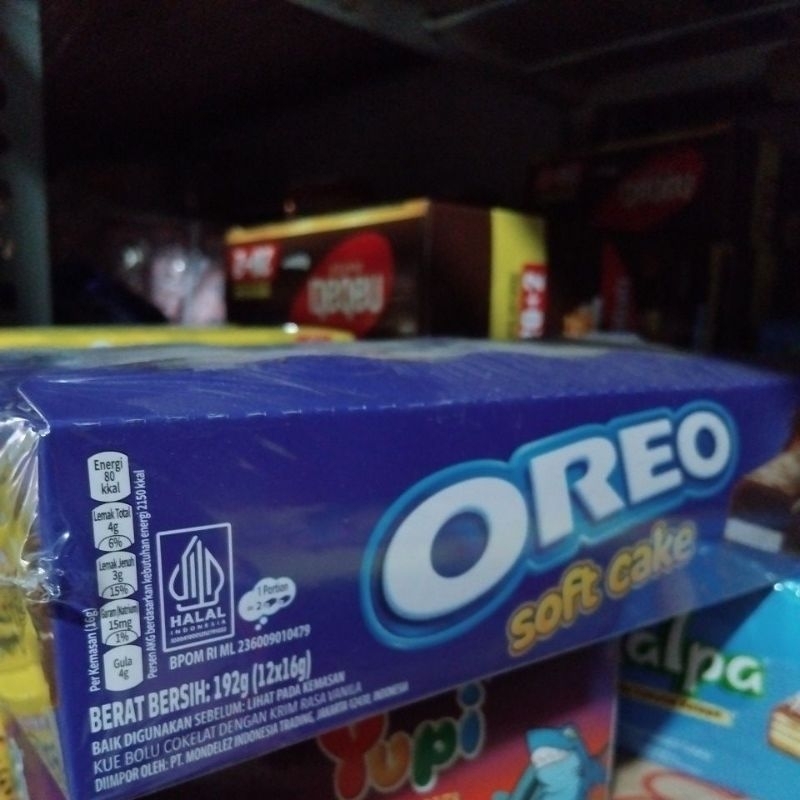 OREO
soft cake
Energi
80
kkal
Lemak Total
4g
6%
Lemak Jenuh
3g
15%
Garam (Natrium)
15mg
1%
Gula
4g
Per Kemasan (16g)
Persen AKG berdasarkan kebutuhan energi 2150 kkal
HALAL
INDONESIA
1 Portion
= 2
BPOM RI ML 236009010479
BERAT BERSIH: 192g (12x16g)
BAIK DIGUNAKAN SEBELUM: LIHAT PADA KEMASAN
KUE BOLU COKELAT DENGAN KRIM RASA VANILA
DIIMPOR OLEH: PT. MONDELEZ INDONESIA TRADING, JAKARTA 12430, INDONESIA
Yupi
alpa